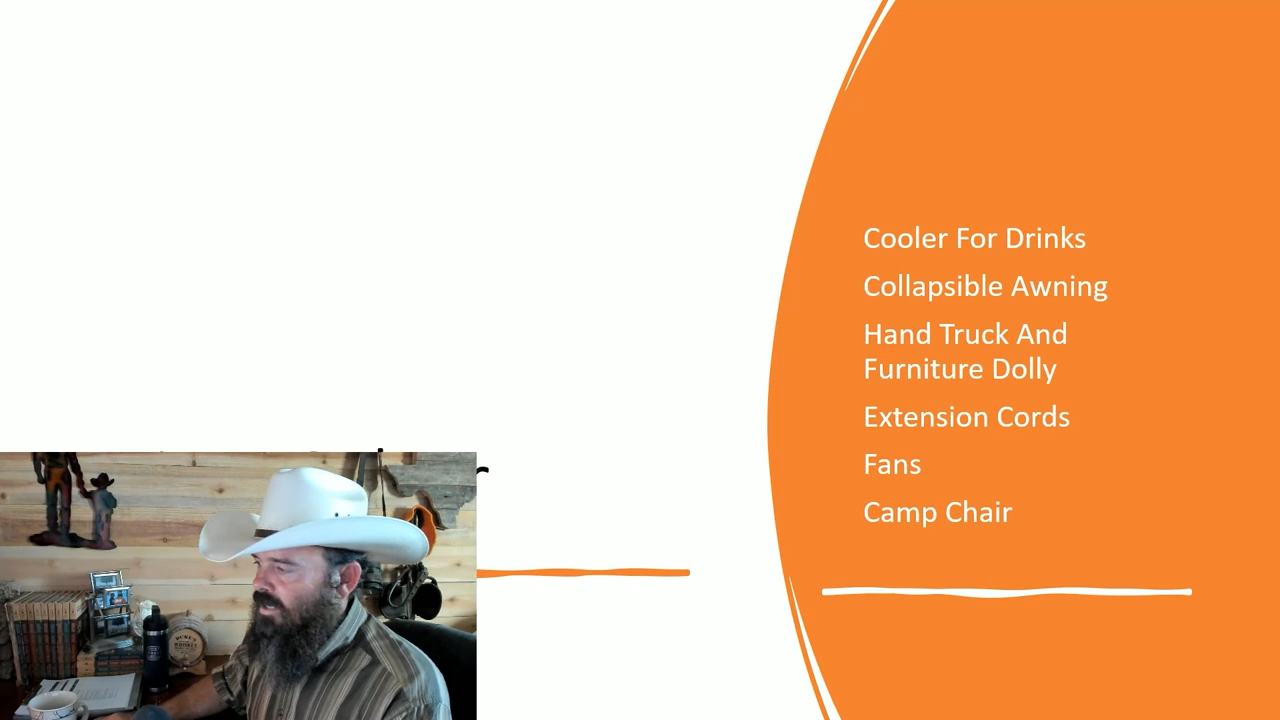 Cooler For Drinks
Collapsible Awning
Hand Truck And
Furniture Dolly
Extension Cords
Fans
Camp Chair